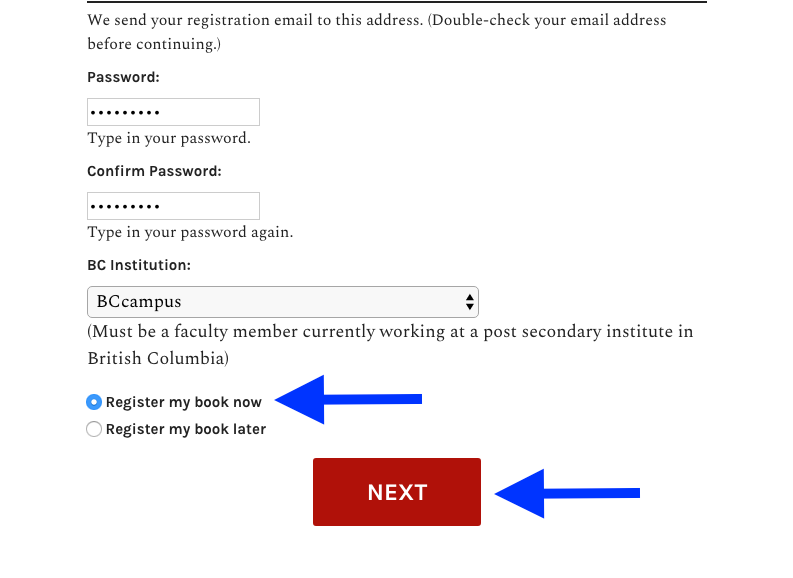 We send your registration email to this address. (Double-check your email address
before continuing.)
Password:
•••••••••
Type in your password.
Confirm Password:
•••••••••
Type in your password again.
BC Institution:
BCcampus
(Must be a faculty member currently working at a post secondary institute in
British Columbia)
Register my book now
Register my book later
NEXT